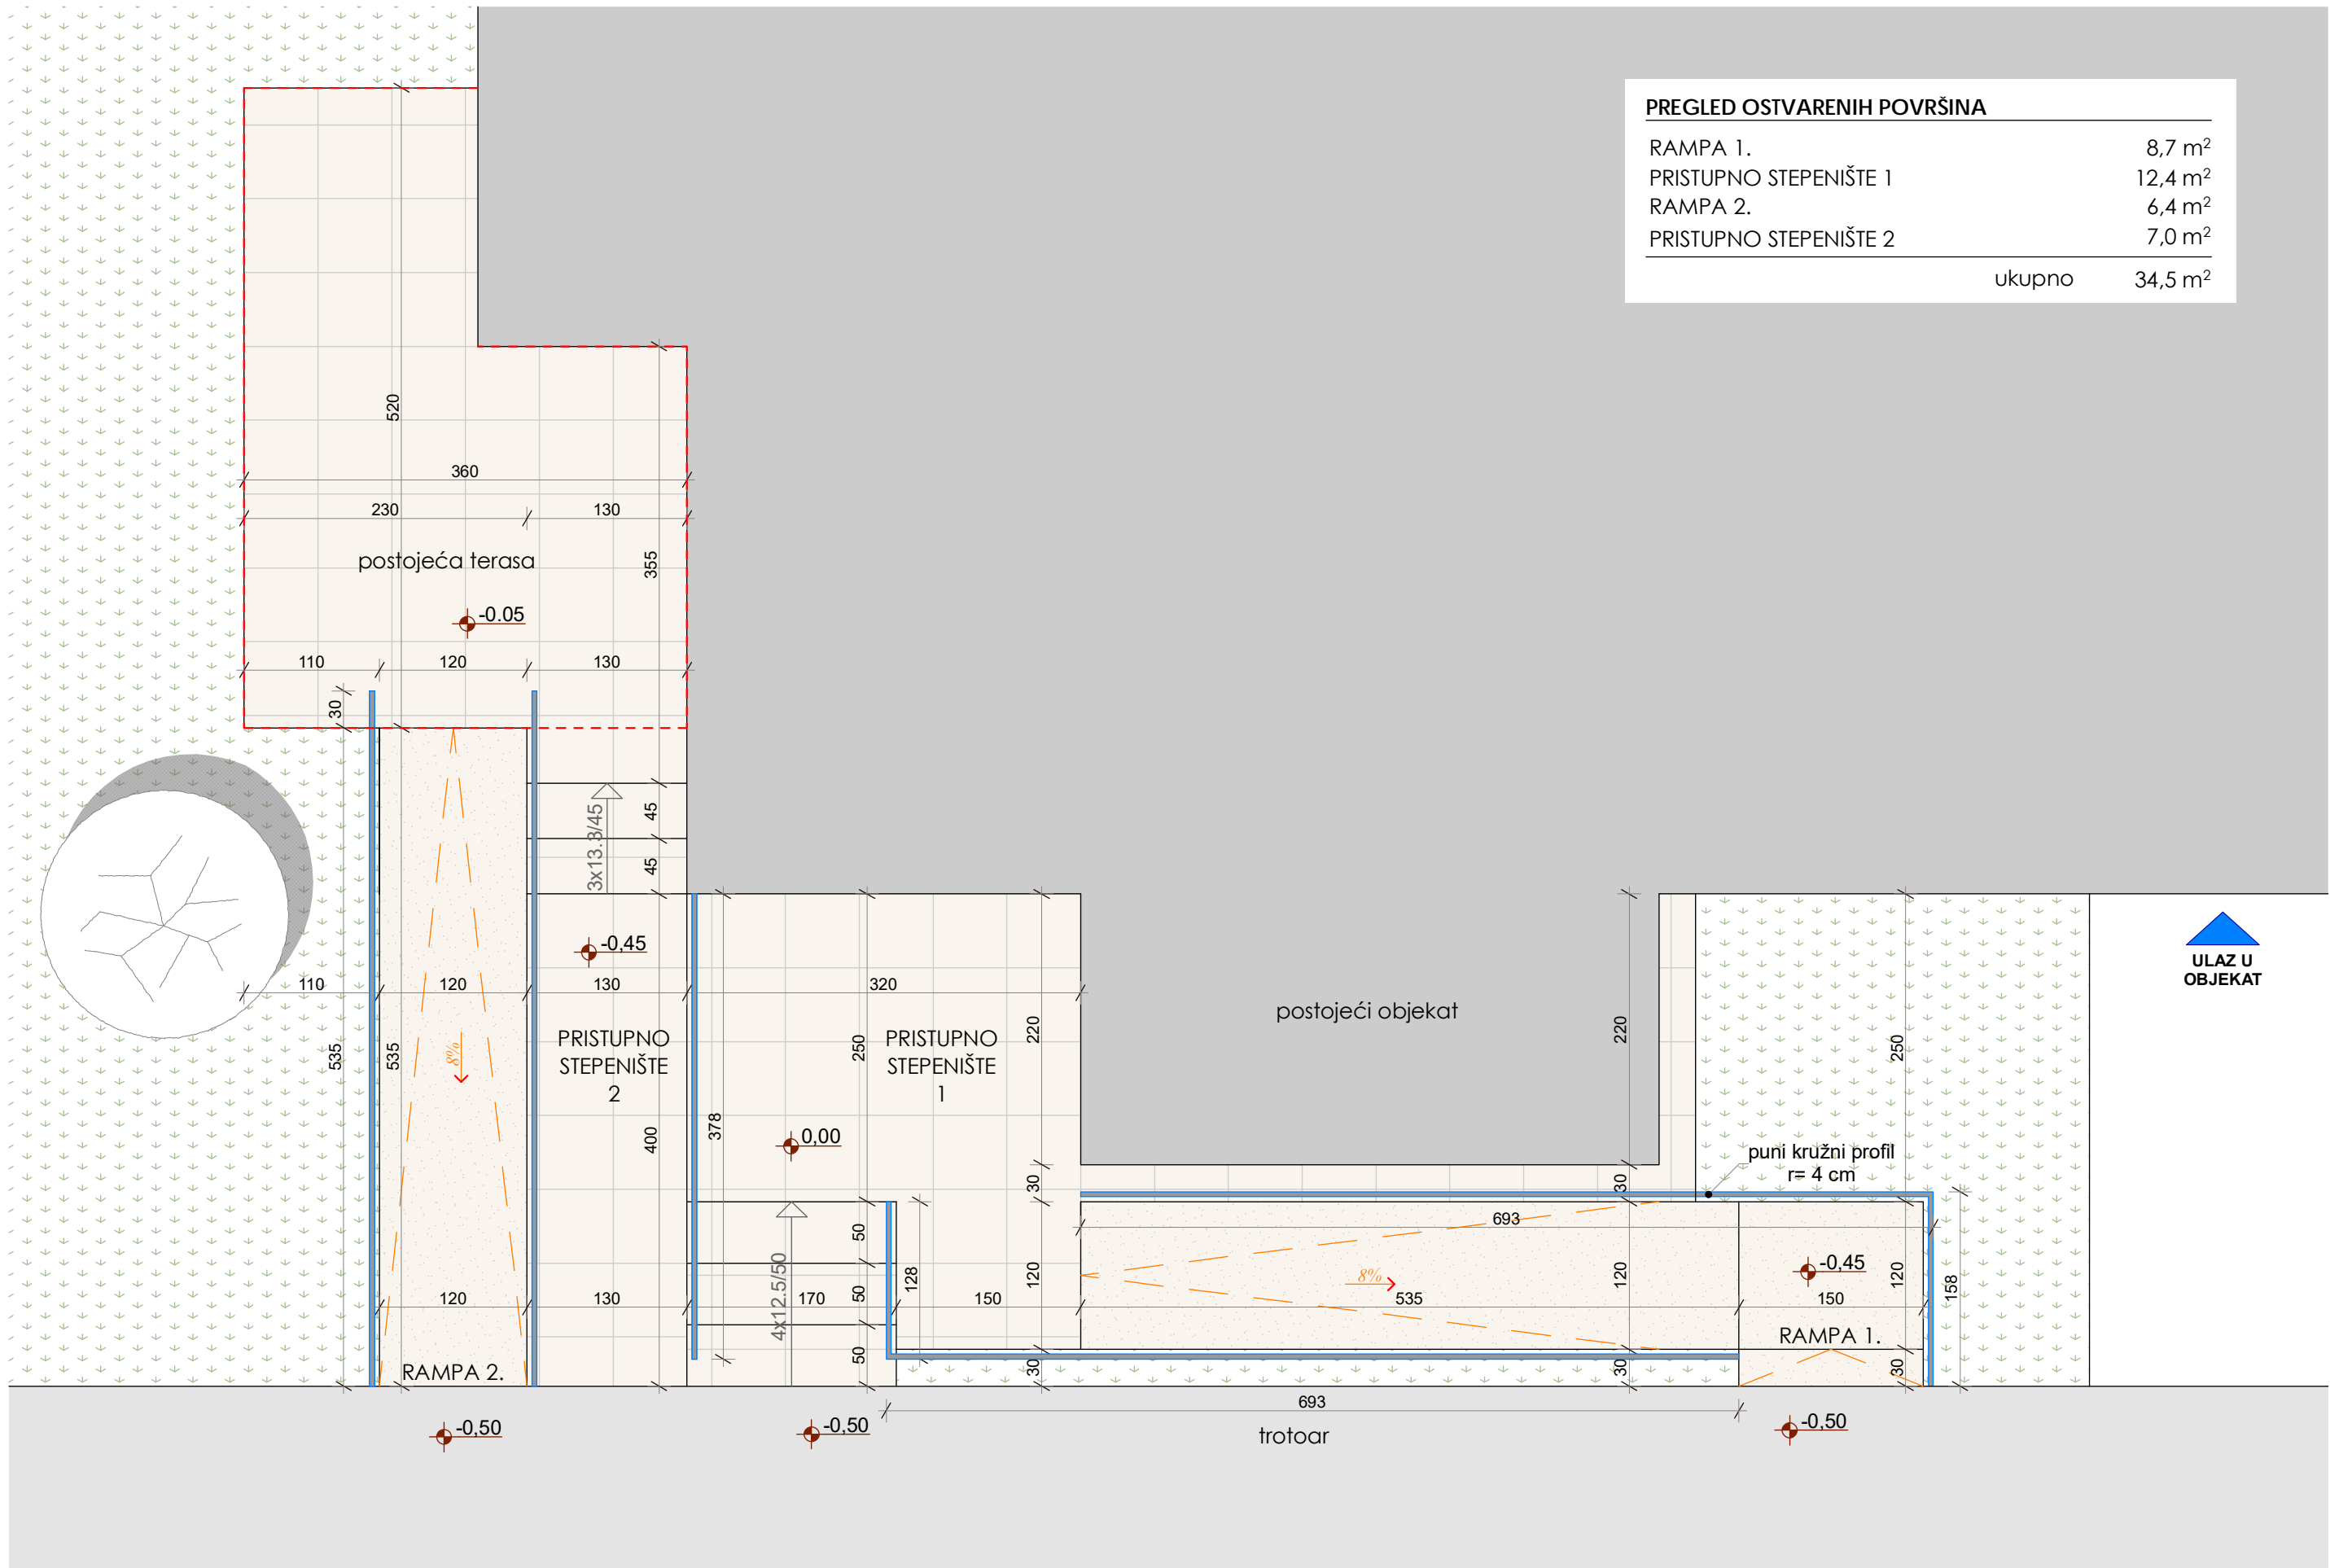 PREGLED OSTVARENIH POVRŠINA
RAMPA 1. 8,7 m²
PRISTUPNO STEPENIŠTE 1 12,4 m²
RAMPA 2. 6,4 m²
PRISTUPNO STEPENIŠTE 2 7,0 m²
ukupno 34,5 m²
520
360
230 130
355
postojeća terasa
-0.05
110 120 130
30
3x13.3/45
45
45
-0,45
110 120 130 320
PRISTUPNO
STEPENIŠTE
2
PRISTUPNO
STEPENIŠTE
1
535
535
8%
400
378
250
220
0,00
postojeći objekat
220
250
ULAZ U
OBJEKAT
puni kružni profil
r= 4 cm
30
30
693
4x12.5/50
50
50
50
128
120
8%
120
-0,45
120
158
120 130 170 150 535 150
RAMPA 1.
RAMPA 2.
30
30
30
693
-0,50
-0,50
-0,50
trotoar